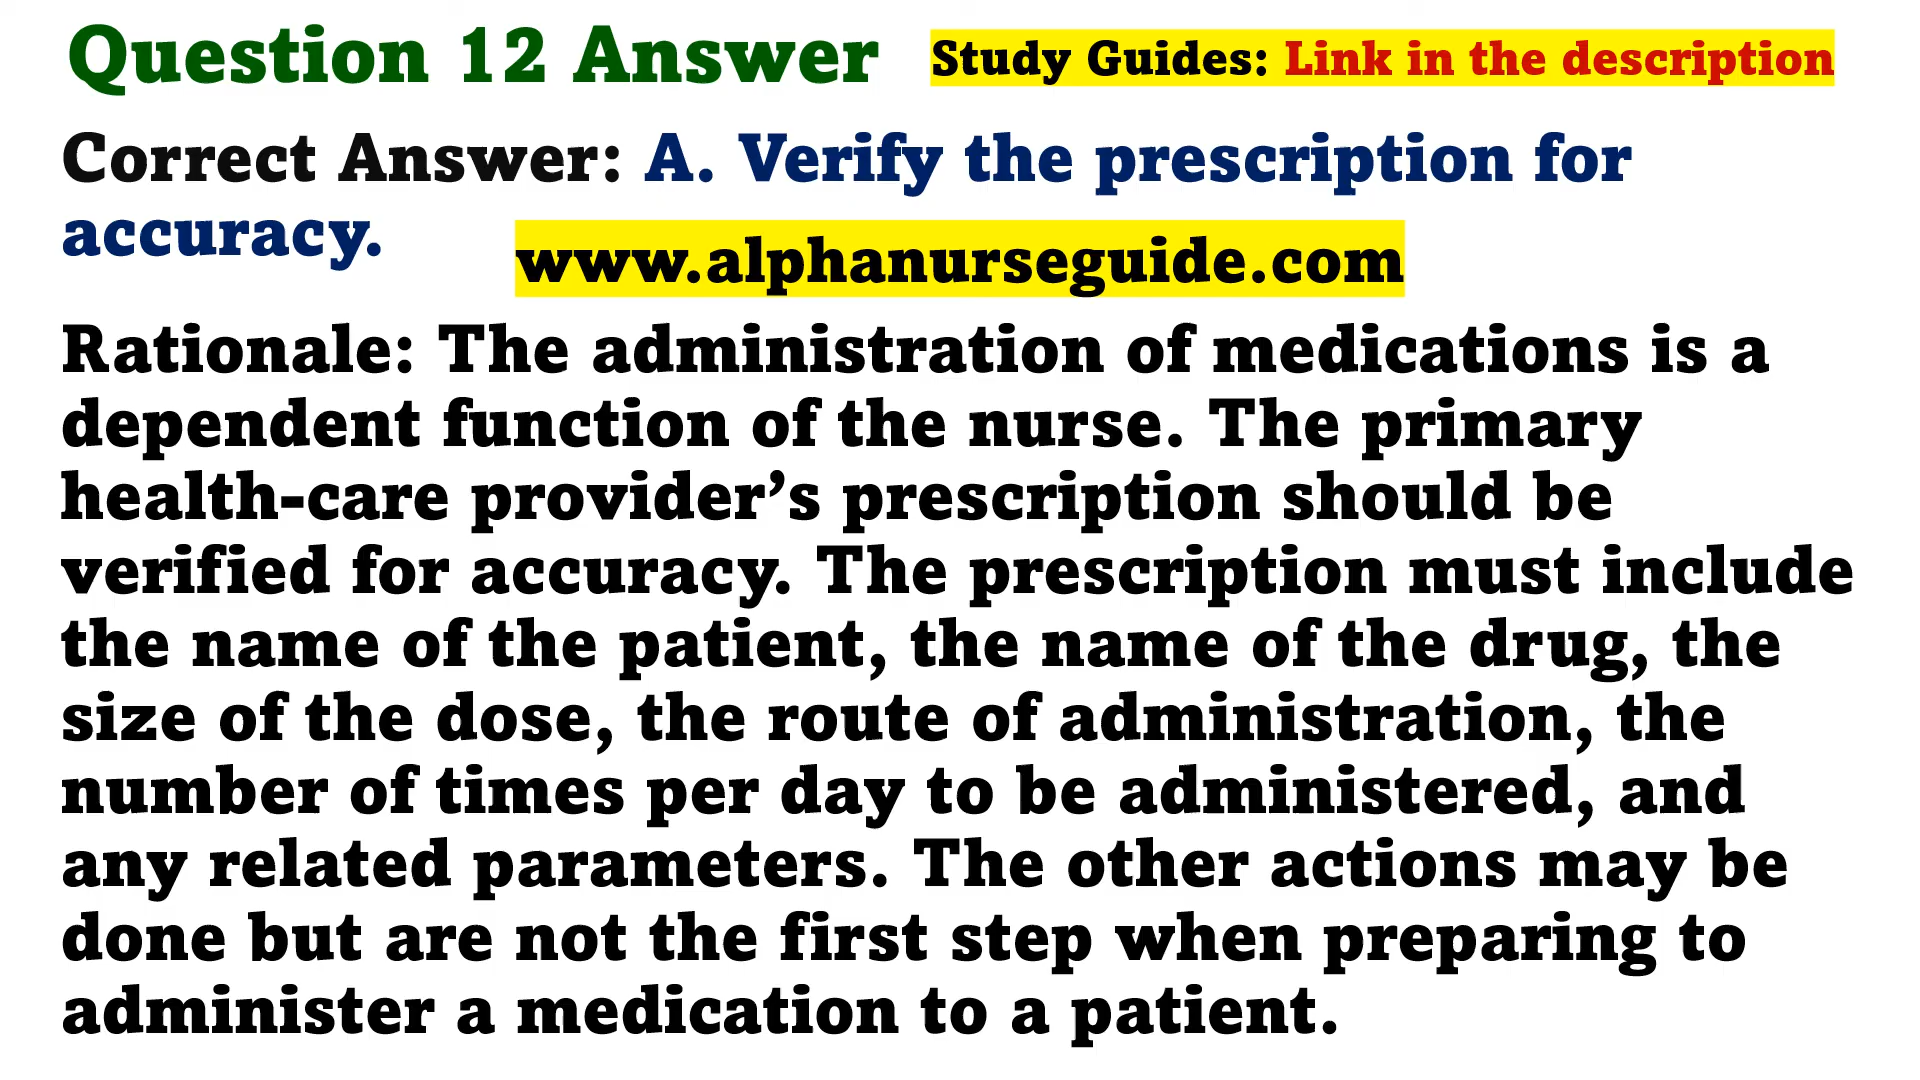 Question 12 Answer Study Guides: Link in the description
Correct Answer: A. Verify the prescription for
accuracy.
www.alphanurseguide.com
Rationale: The administration of medications is a
dependent function of the nurse. The primary
health-care provider’s prescription should be
verified for accuracy. The prescription must include
the name of the patient, the name of the drug, the
size of the dose, the route of administration, the
number of times per day to be administered, and
any related parameters. The other actions may be
done but are not the first step when preparing to
administer a medication to a patient.